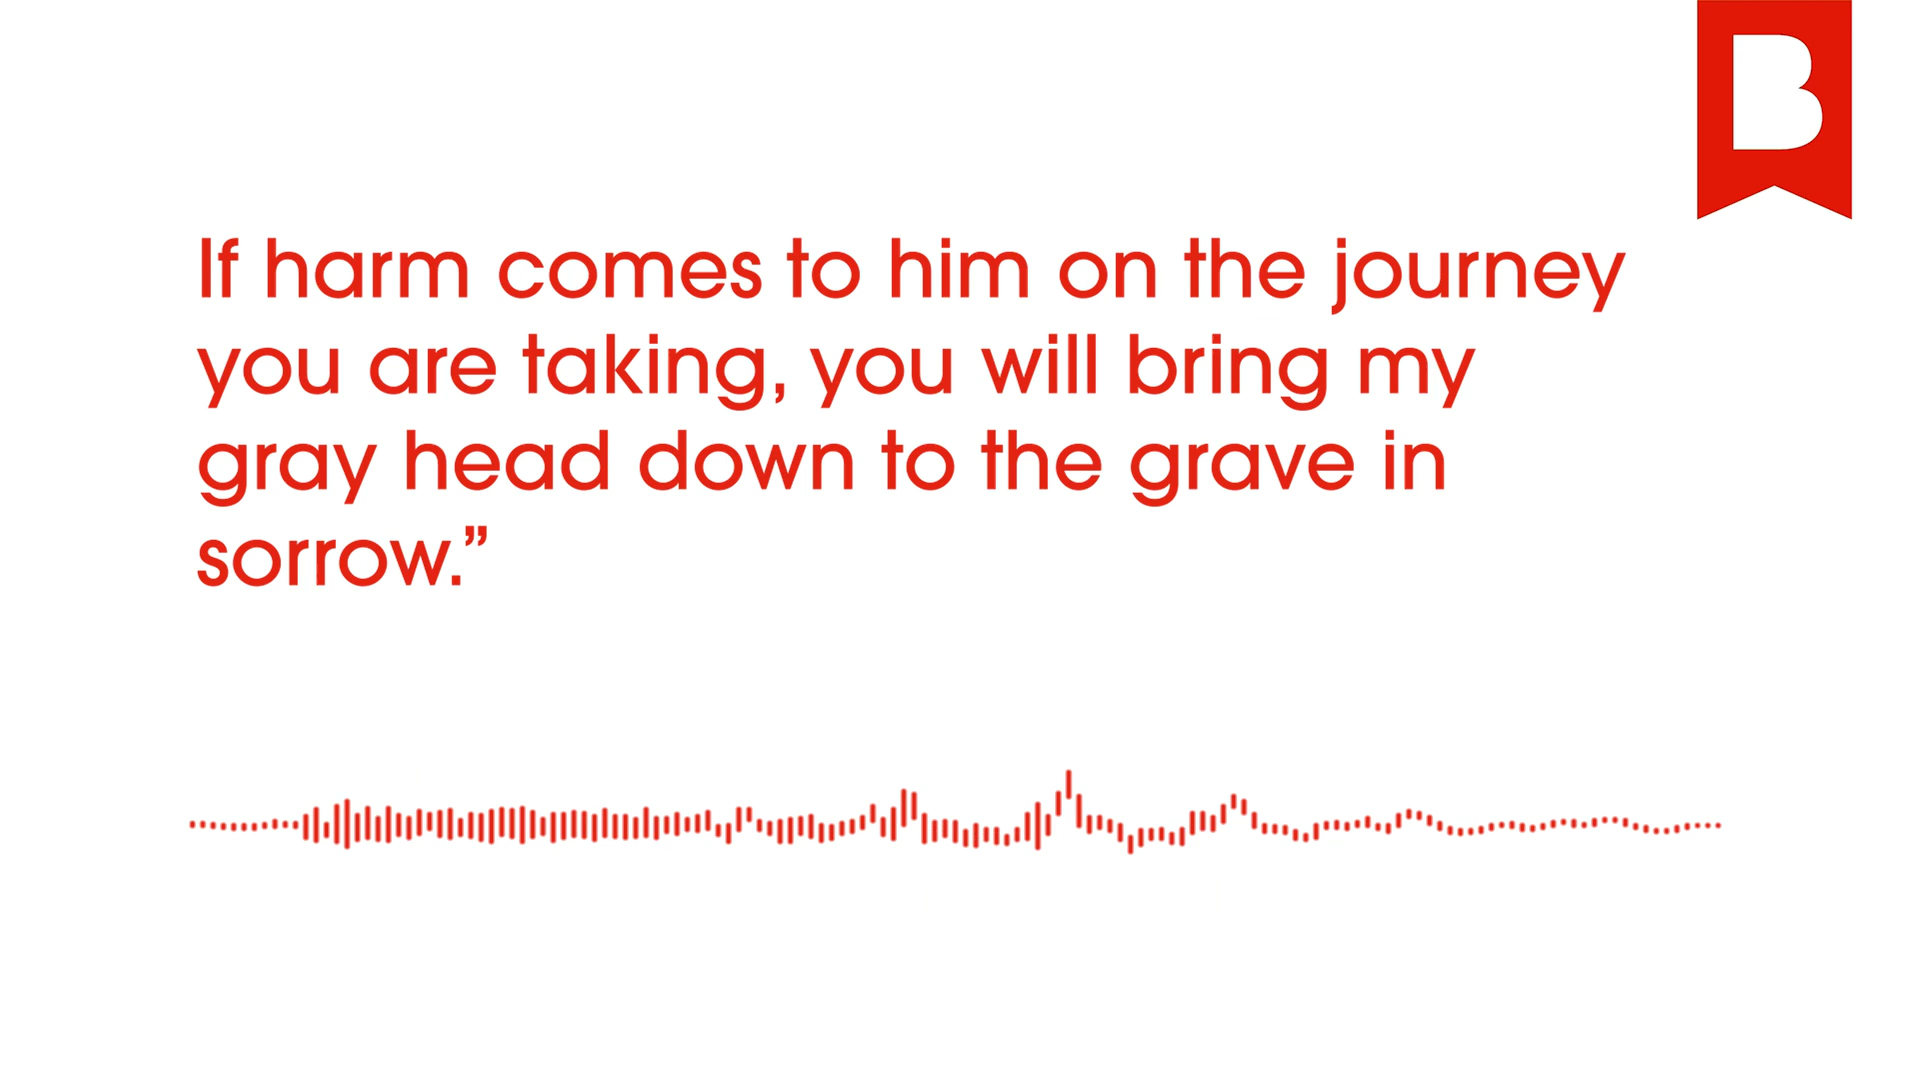 B
If harm comes to him on the journey
you are taking, you will bring my
gray head down to the grave in
sorrow.”